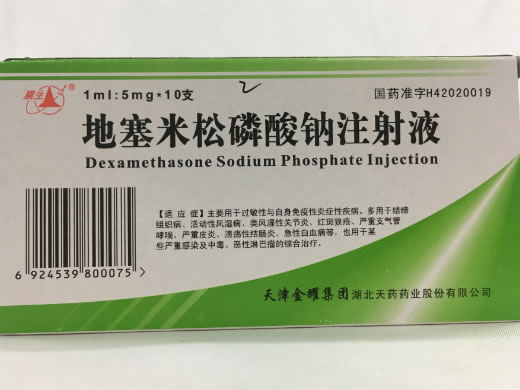 襄生®
1ml:5mg*10支
国药准字H42020019
地塞米松磷酸钠注射液
Dexamethasone Sodium Phosphate Injection
【适 应 症】主要用于过敏性与自身免疫性炎症性疾病。多用于结缔
组织病、活动性风湿病、类风湿性关节炎、红斑狼疮、严重支气管
哮喘、严重皮炎、溃疡性结肠炎、急性白血病等，也用于某
些严重感染及中毒、恶性淋巴瘤的综合治疗。
6 924539 800075 >
天津金耀集团 湖北天药药业股份有限公司